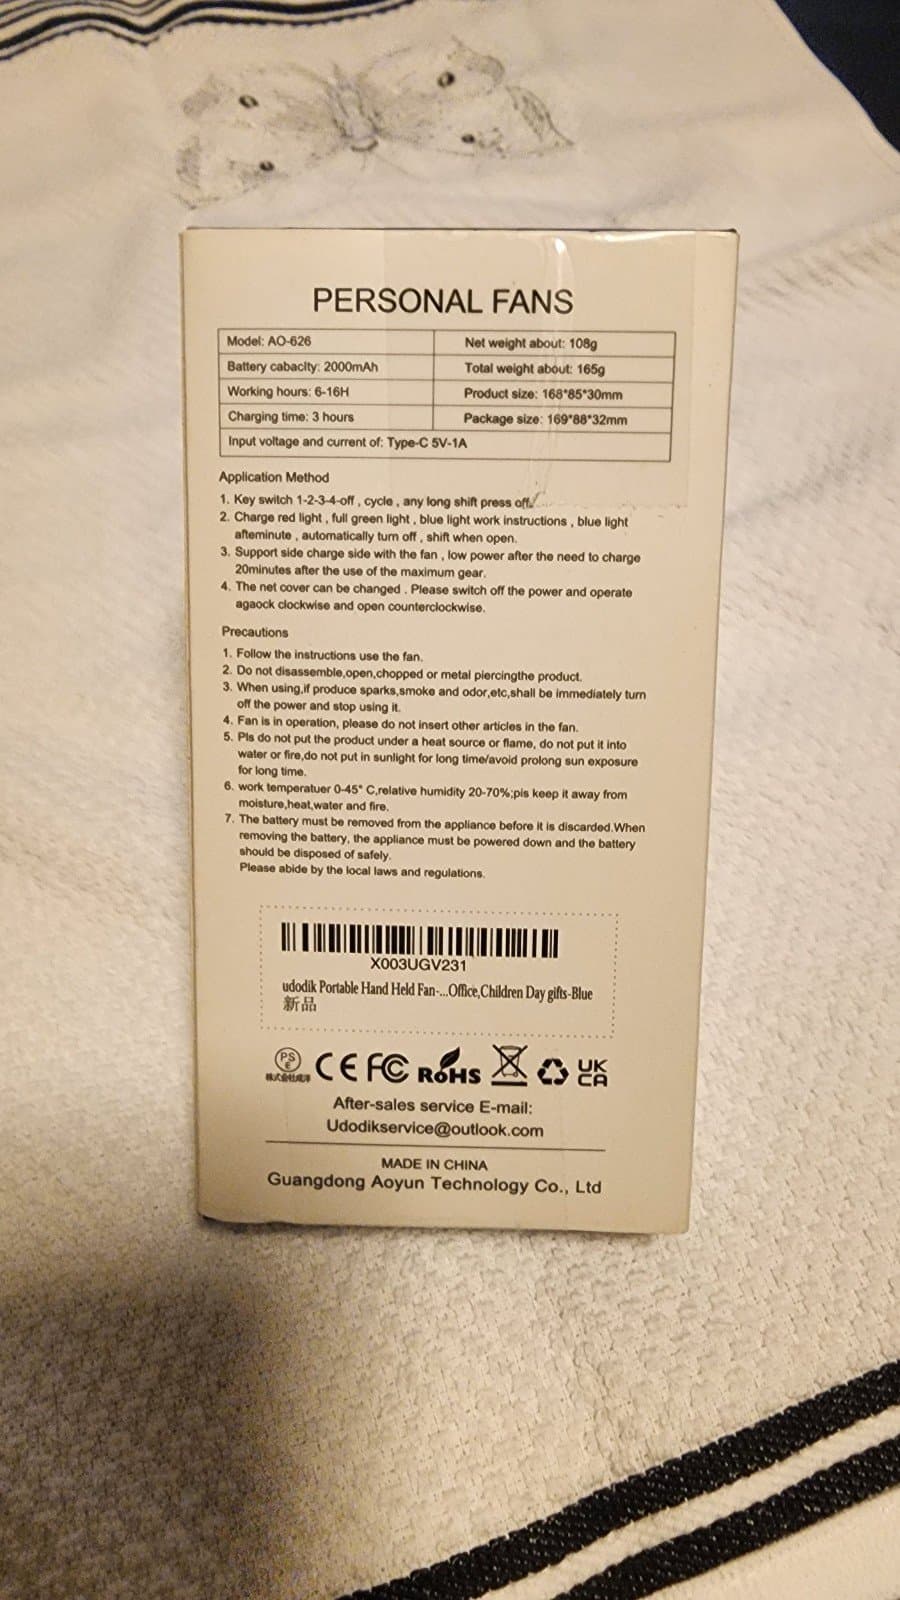 PERSONAL FANS
Model: AO-626
Net weight about: 108g
Battery cabacity: 2000mAh
Total weight about: 165g
Working hours: 6-16H
Product size: 168*85*30mm
Charging time: 3 hours
Package size: 169*88*32mm
Input voltage and current of: Type-C 5V-1A
Application Method
1. Key switch 1-2-3-4-off , cycle , any long shift press off.
2. Charge red light , full green light , blue light work instructions , blue light
afteminute , automatically turn off , shift when open.
3. Support side charge side with the fan , low power after the need to charge
20minutes after the use of the maximum gear.
4. The net cover can be changed . Please switch off the power and operate
agaock clockwise and open counterclockwise.
Precautions
1. Follow the instructions use the fan.
2. Do not disassemble,open,chopped or metal piercingthe product.
3. When using,if produce sparks,smoke and odor,etc,shall be immediately turn
off the power and stop using it.
4. Fan is in operation, please do not insert other articles in the fan.
5. Pls do not put the product under a heat source or flame, do not put it into
water or fire,do not put in sunlight for long time/avoid prolong sun exposure
for long time.
6. work temperatuer 0-45° C,relative humidity 20-70%;pls keep it away from
moisture,heat,water and fire.
7. The battery must be removed from the appliance before it is discarded.When
removing the battery, the appliance must be powered down and the battery
should be disposed of safely.
Please abide by the local laws and regulations.
X003UGV231
udodik Portable Hand Held Fan-...Office,Children Day gifts-Blue
新品
PS E CE FC RoHS UK CA
After-sales service E-mail:
Udodikservice@outlook.com
MADE IN CHINA
Guangdong Aoyun Technology Co., Ltd